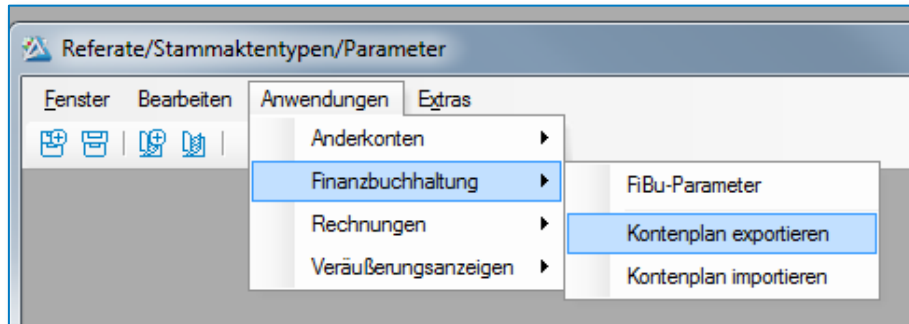 Referate/Stammaktentypen/Parameter
Fenster Bearbeiten Anwendungen Extras
Anderkonten
Finanzbuchhaltung
Rechnungen
Veräußerungsanzeigen
FiBu-Parameter
Kontenplan exportieren
Kontenplan importieren